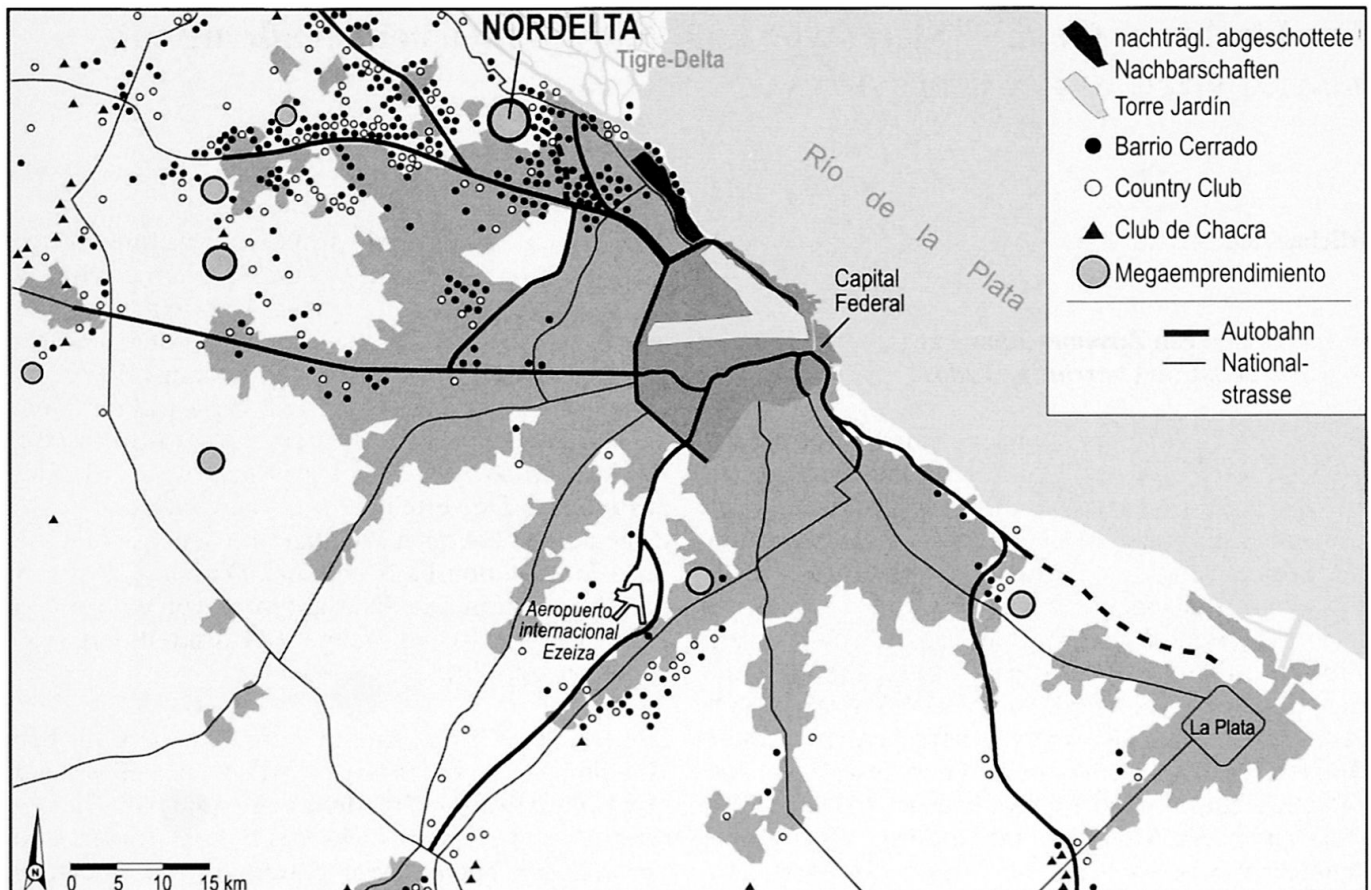 NORDELTA
Tigre-Delta
Río de la Plata
Capital
Federal
Aeropuerto
internacional
Ezeiza
La Plata
nachträgl. abgeschottete
Nachbarschaften
Torre Jardín
Barrio Cerrado
Country Club
Club de Chacra
Megaemprendimiento
Autobahn
National-
strasse
N
0 5 10 15 km